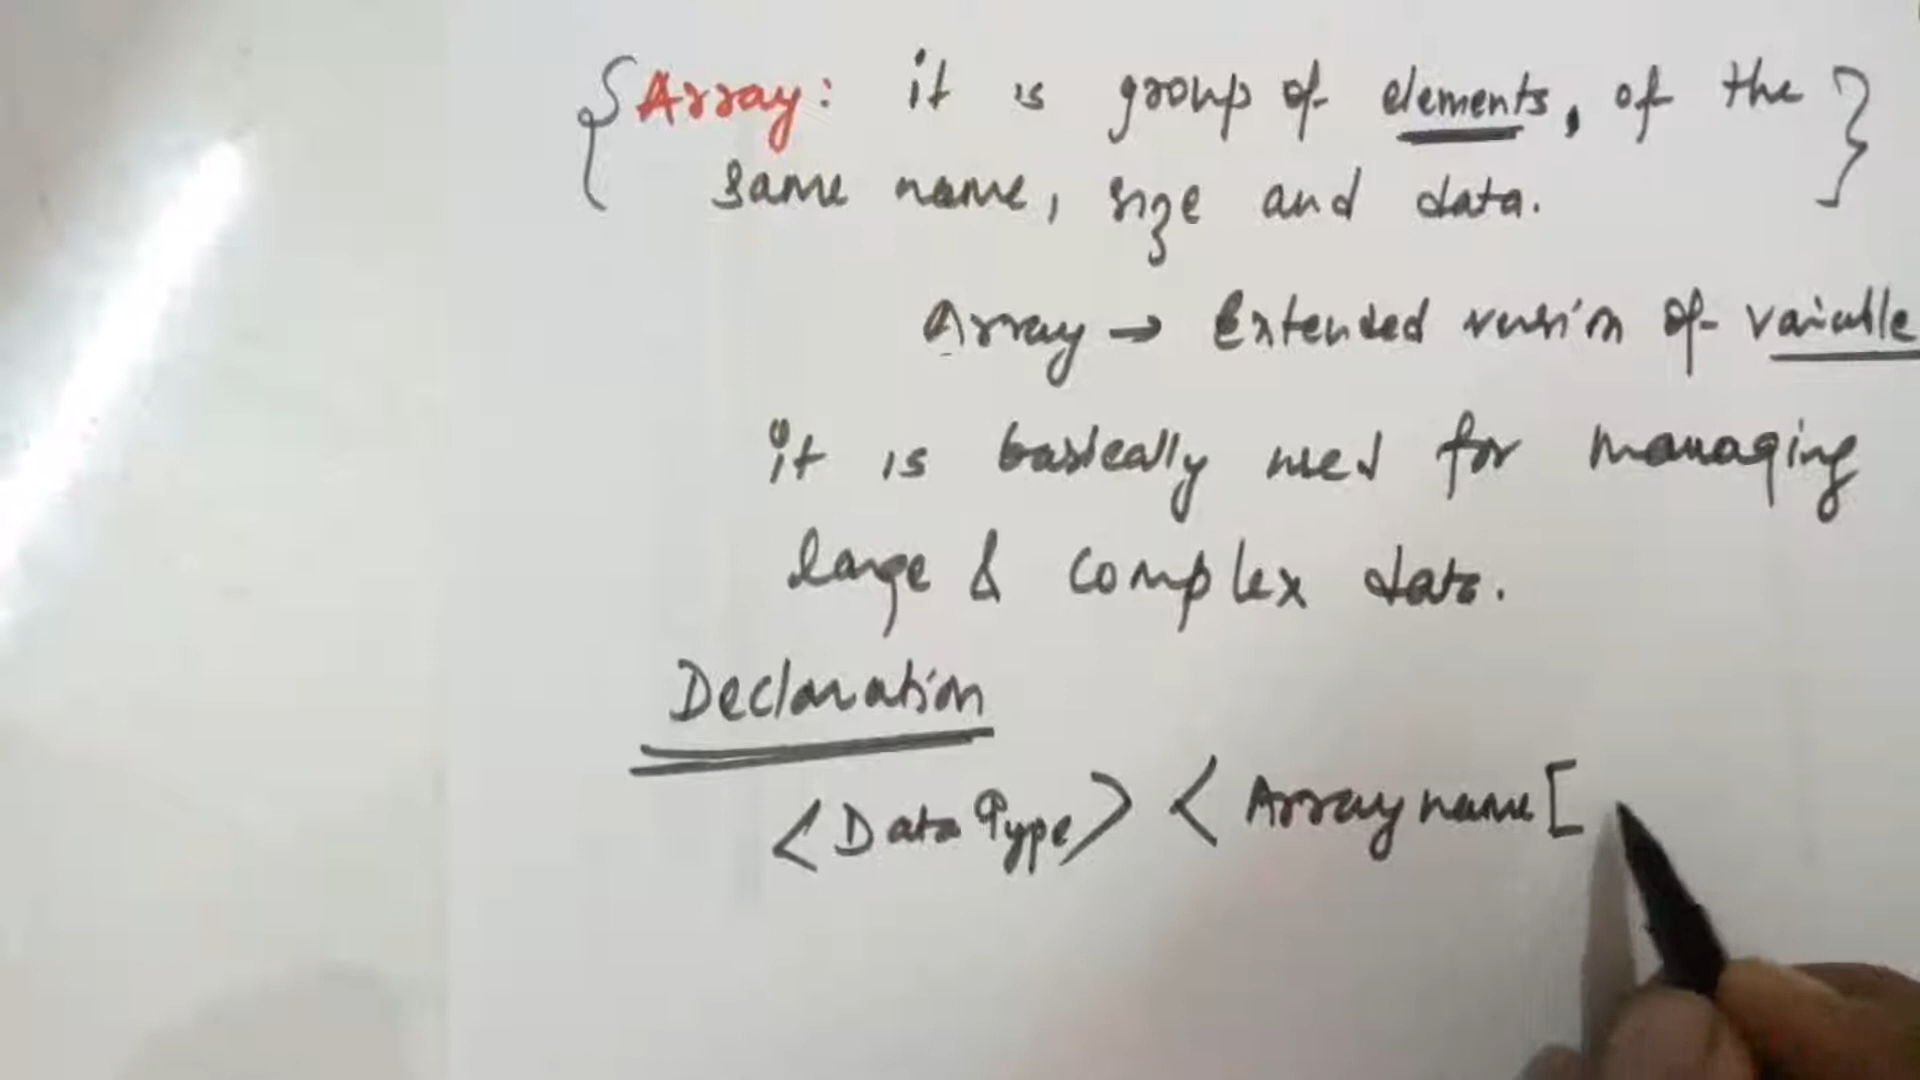 { Array: it is group of elements, of the }
same name, size and data.
Array → Extended version of variable
it is basically used for managing
large & complex data.
Declaration
<Data Type> < Array name [